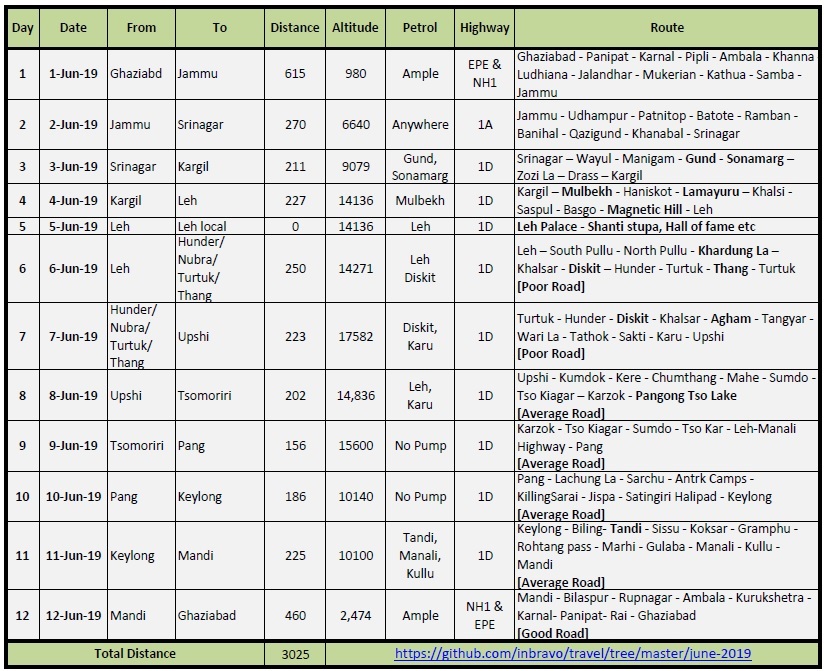 Day Date From To Distance Altitude Petrol Highway Route
1 1-Jun-19 Ghaziabd Jammu 615 980 Ample EPE & NH1 Ghaziabad - Panipat - Karnal - Pipli - Ambala - Khanna
Ludhiana - Jalandhar - Mukerian - Kathua - Samba -
Jammu
2 2-Jun-19 Jammu Srinagar 270 6640 Anywhere 1A Jammu - Udhampur - Patnitop - Batote - Ramban -
Banihal - Qazigund - Khanabal - Srinagar
3 3-Jun-19 Srinagar Kargil 211 9079 Gund, Sonamarg 1D Srinagar – Wayul - Manigam - Gund - Sonamarg –
Zozi La – Drass – Kargil
4 4-Jun-19 Kargil Leh 227 14136 Mulbekh 1D Kargil – Mulbekh - Haniskot - Lamayuru – Khalsi -
Saspul - Basgo - Magnetic Hill - Leh
5 5-Jun-19 Leh Leh local 0 14136 Leh 1D Leh Palace - Shanti stupa, Hall of fame etc
6 6-Jun-19 Leh Hunder/ Nubra/ Turtuk/ Thang 250 14271 Leh Diskit 1D Leh – South Pullu - North Pullu - Khardung La –
Khalsar - Diskit – Hunder - Turtuk - Thang - Turtuk
[Poor Road]
7 7-Jun-19 Hunder/ Nubra/ Turtuk/ Thang Upshi 223 17582 Diskit, Karu 1D Turtuk - Hunder - Diskit - Khalsar - Agham - Tangyar -
Wari La - Tathok - Sakti - Karu - Upshi
[Poor Road]
8 8-Jun-19 Upshi Tsomoriri 202 14,836 Leh, Karu 1D Upshi - Kumdok - Kere - Chumthang - Mahe - Sumdo -
Tso Kiagar – Karzok - Pangong Tso Lake
[Average Road]
9 9-Jun-19 Tsomoriri Pang 156 15600 No Pump 1D Karzok - Tso Kiagar - Sumdo - Tso Kar - Leh-Manali
Highway - Pang
[Average Road]
10 10-Jun-19 Pang Keylong 186 10140 No Pump 1D Pang - Lachung La - Sarchu - Antrk Camps -
KillingSarai - Jispa - Satingiri Halipad - Keylong
[Average Road]
11 11-Jun-19 Keylong Mandi 225 10100 Tandi, Manali, Kullu 1D Keylong - Biling- Tandi - Sissu - Koksar - Gramphu -
Rohtang pass - Marhi - Gulaba - Manali - Kullu -
Mandi
[Average Road]
12 12-Jun-19 Mandi Ghaziabad 460 2,474 Ample NH1 & EPE Mandi - Bilaspur - Rupnagar - Ambala - Kurukshetra -
Karnal- Panipat- Rai - Ghaziabad
[Good Road]
Total Distance 3025 https://github.com/inbravo/travel/tree/master/june-2019